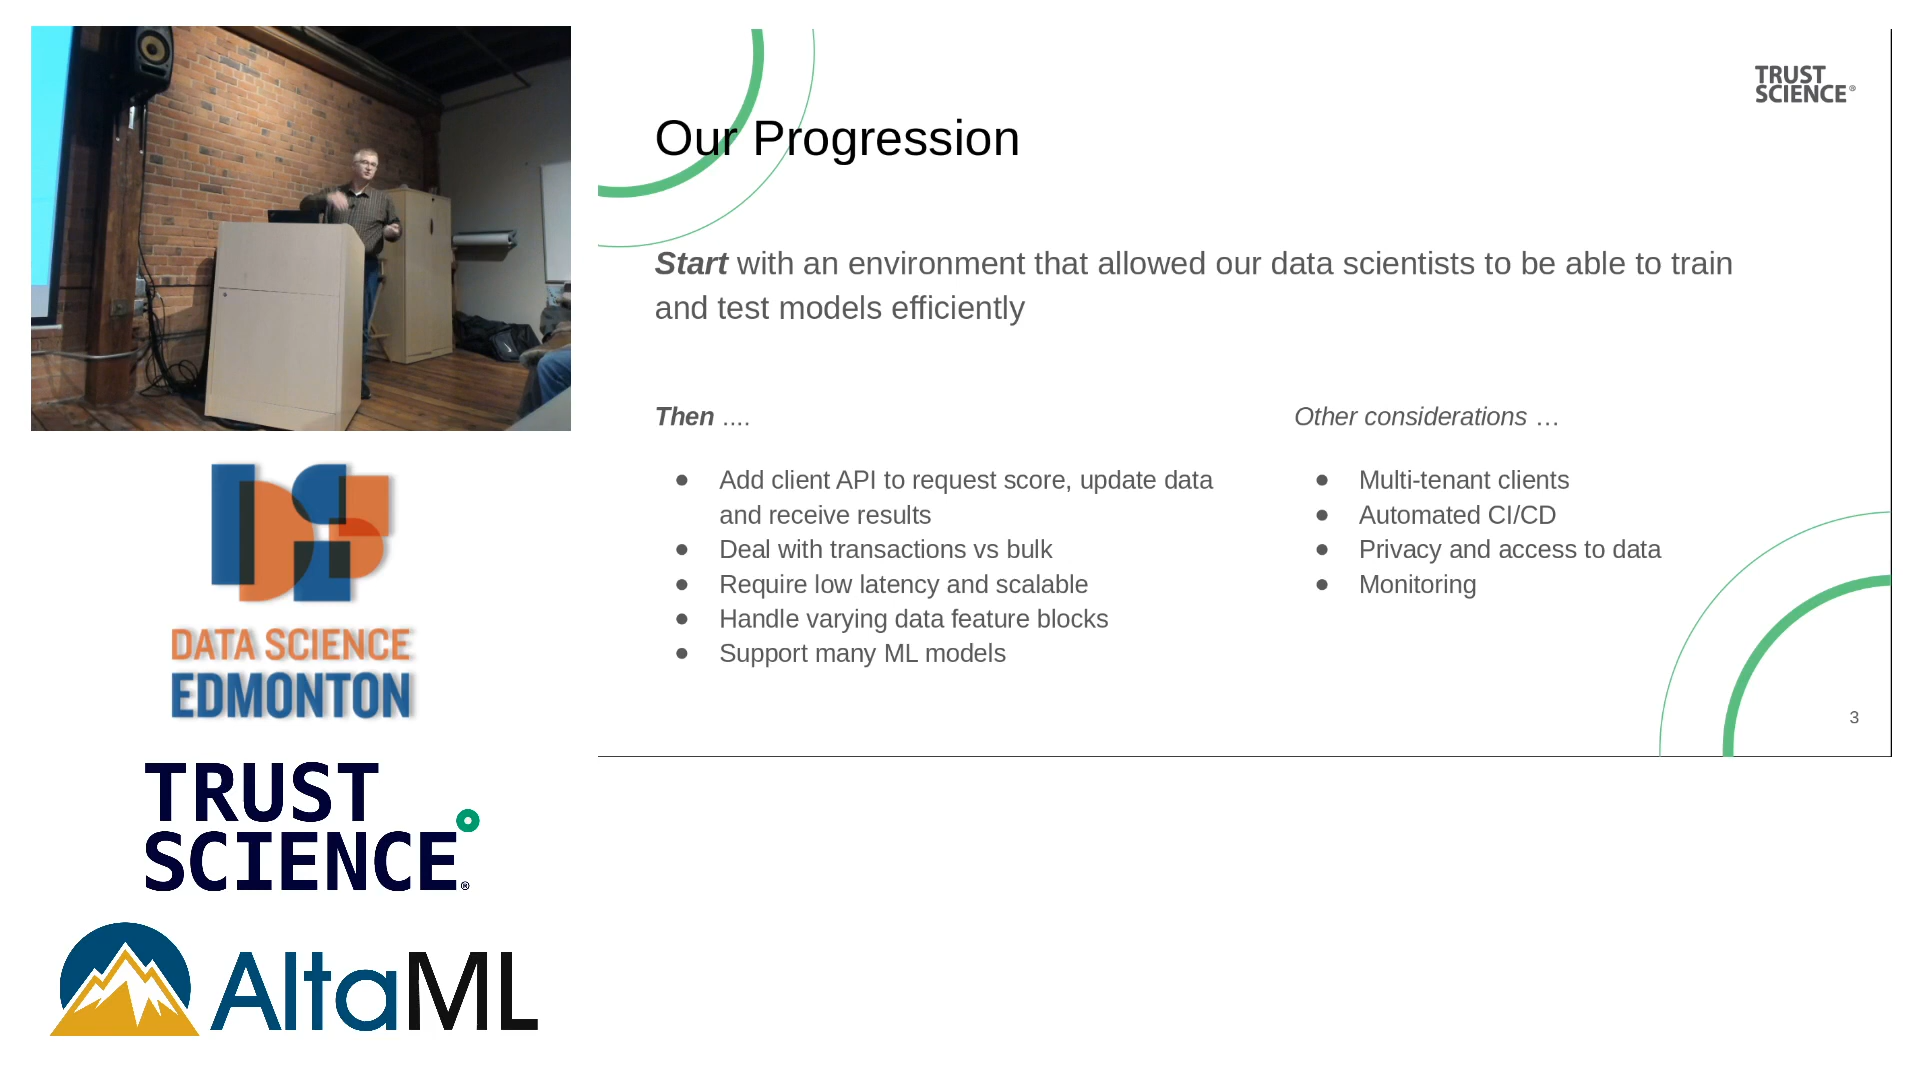 TRUST
SCIENCE®
Our Progression
Start with an environment that allowed our data scientists to be able to train
and test models efficiently
Then ....
● Add client API to request score, update data
and receive results
● Deal with transactions vs bulk
● Require low latency and scalable
● Handle varying data feature blocks
● Support many ML models
Other considerations …
● Multi-tenant clients
● Automated CI/CD
● Privacy and access to data
● Monitoring
3
DATA SCIENCE
EDMONTON
TRUST
SCIENCE®
AltaML